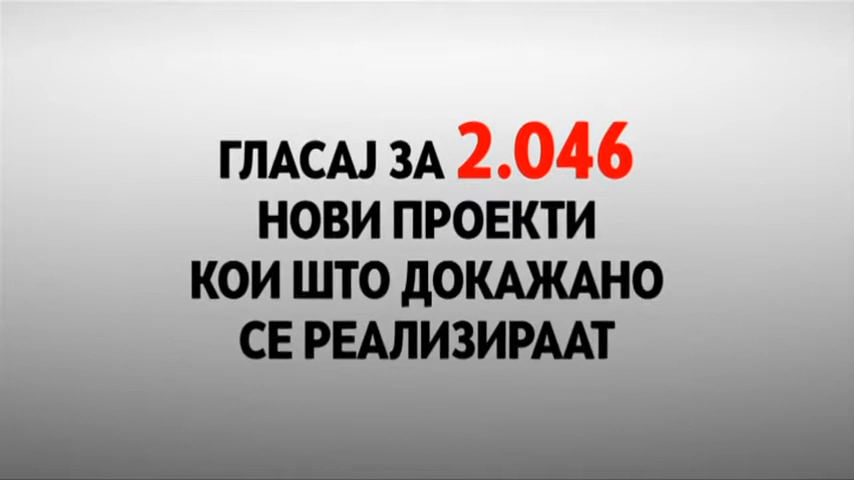 ГЛАСАЈ ЗА 2.046
НОВИ ПРОЕКТИ
КОИ ШТО ДОКАЖАНО
СЕ РЕАЛИЗИРААТ